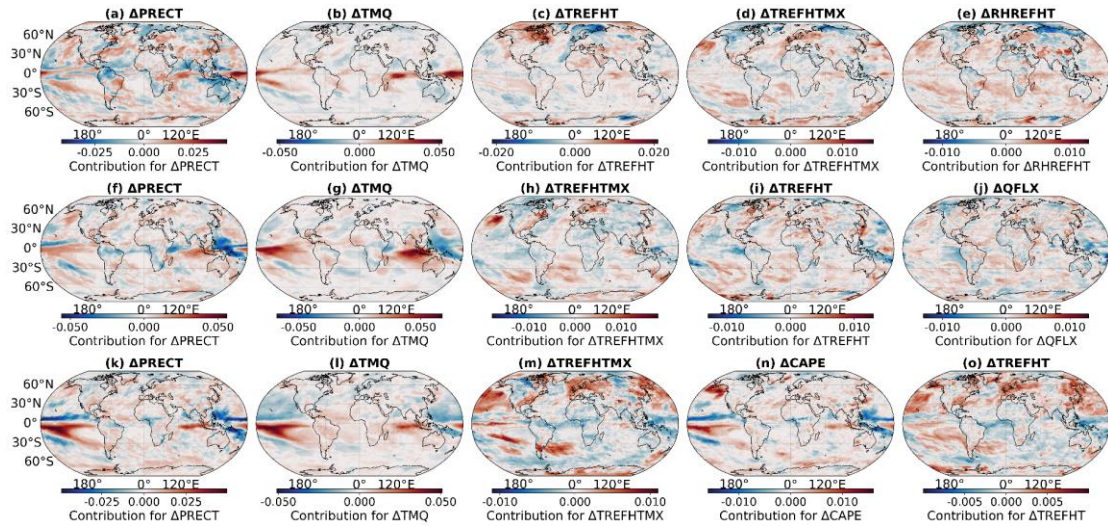 (a) ΔPRECT (b) ΔTMQ (c) ΔTREFHT (d) ΔTREFHTMX (e) ΔRHREFHT
60°N
30°N
0°
30°S
60°S
180° 0° 120°E 180° 0° 120°E 180° 0° 120°E 180° 0° 120°E 180° 0° 120°E
-0.025 0.000 0.025 -0.050 0.000 0.050 -0.020 0.000 0.020 -0.010 0.000 0.010 -0.010 0.000 0.010
Contribution for ΔPRECT Contribution for ΔTMQ Contribution for ΔTREFHT Contribution for ΔTREFHTMX Contribution for ΔRHREFHT
(f) ΔPRECT (g) ΔTMQ (h) ΔTREFHTMX (i) ΔTREFHT (j) ΔQFLX
60°N
30°N
0°
30°S
60°S
180° 0° 120°E 180° 0° 120°E 180° 0° 120°E 180° 0° 120°E 180° 0° 120°E
-0.050 0.000 0.050 -0.050 0.000 0.050 -0.010 0.000 0.010 -0.010 0.000 0.010 -0.010 0.000 0.010
Contribution for ΔPRECT Contribution for ΔTMQ Contribution for ΔTREFHTMX Contribution for ΔTREFHT Contribution for ΔQFLX
(k) ΔPRECT (l) ΔTMQ (m) ΔTREFHTMX (n) ΔCAPE (o) ΔTREFHT
60°N
30°N
0°
30°S
60°S
180° 0° 120°E 180° 0° 120°E 180° 0° 120°E 180° 0° 120°E 180° 0° 120°E
-0.025 0.000 0.025 -0.050 0.000 0.050 -0.010 0.000 0.010 -0.010 0.000 0.010 -0.005 0.000 0.005
Contribution for ΔPRECT Contribution for ΔTMQ Contribution for ΔTREFHTMX Contribution for ΔCAPE Contribution for ΔTREFHT